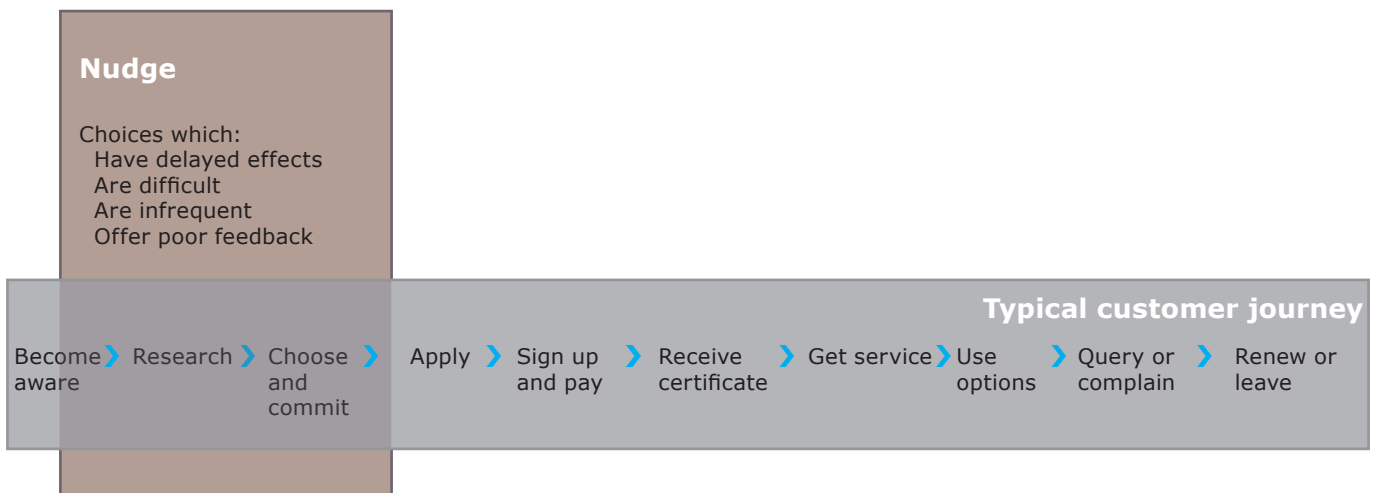 Nudge
Choices which:
Have delayed effects
Are difficult
Are infrequent
Offer poor feedback
Typical customer journey
Become
aware
Research
Choose
and
commit
Apply
Sign up
and pay
Receive
certificate
Get service
Use
options
Query or
complain
Renew or
leave